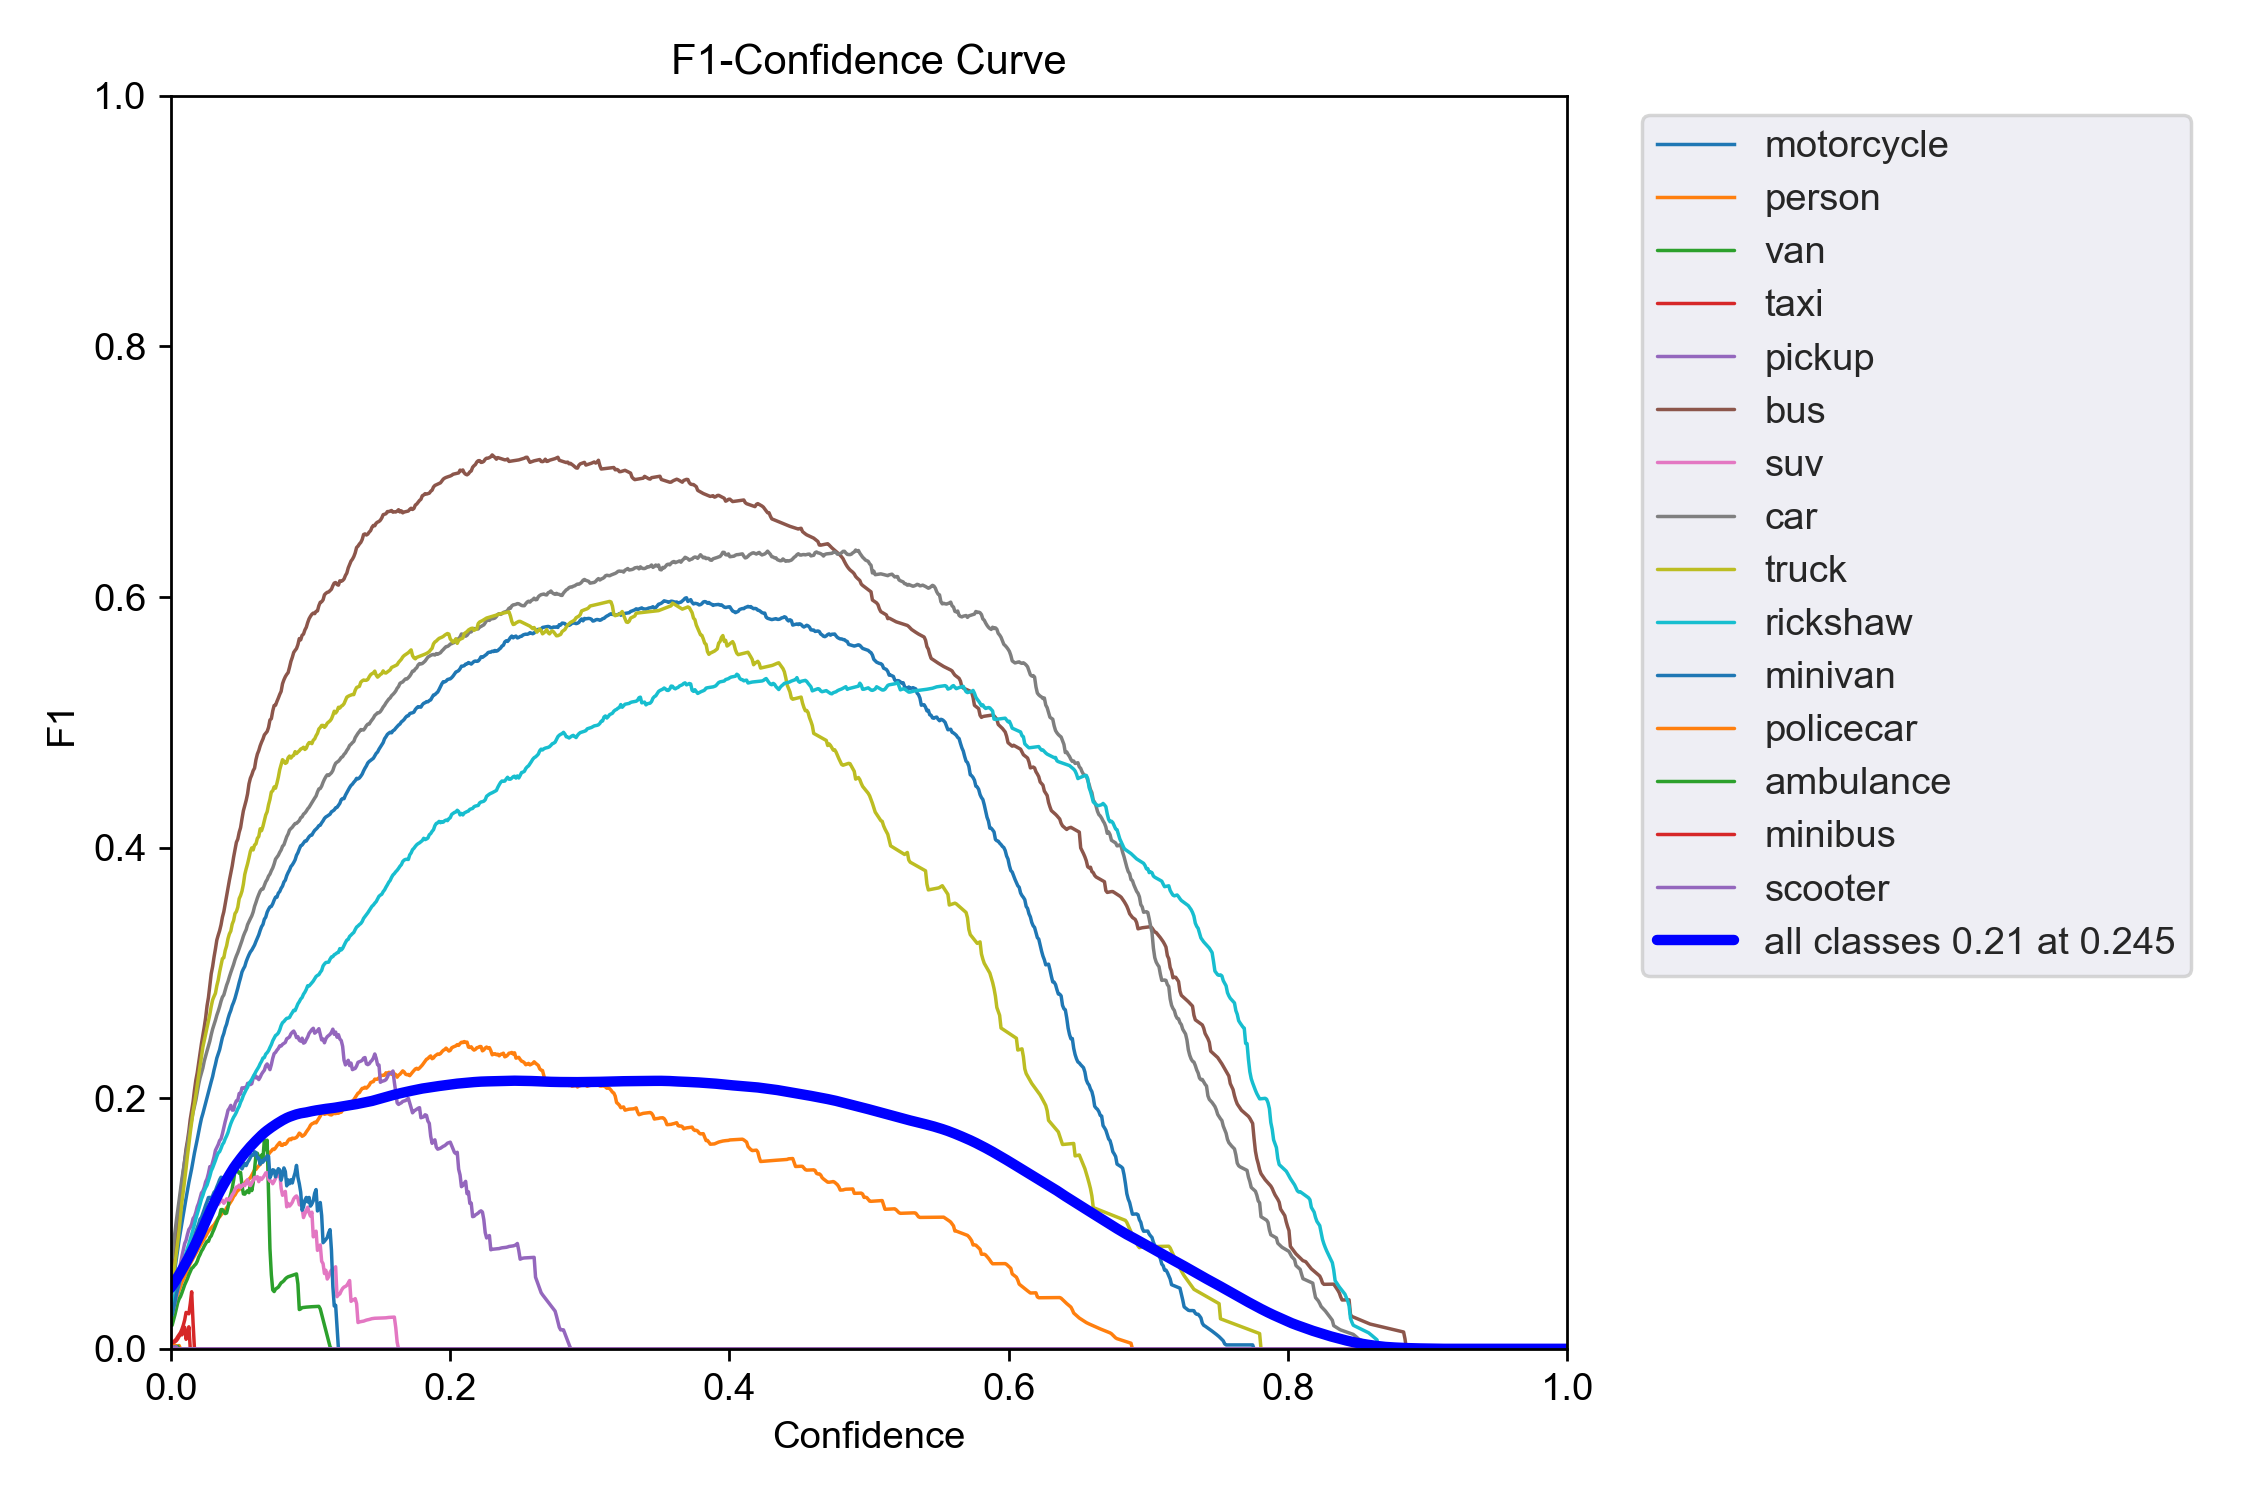 F1-Confidence Curve
1.0
0.8
0.6
0.4
0.2
0.0
F1
0.0 0.2 0.4 0.6 0.8 1.0
Confidence
motorcycle
person
van
taxi
pickup
bus
suv
car
truck
rickshaw
minivan
policecar
ambulance
minibus
scooter
all classes 0.21 at 0.245